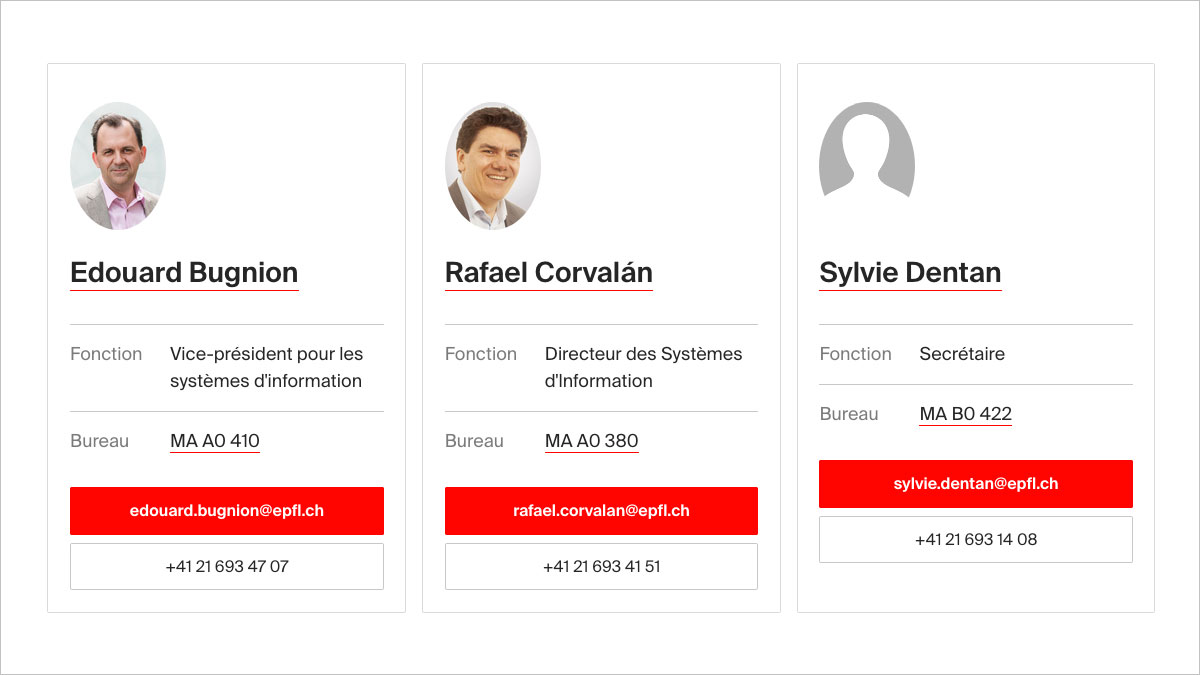 Edouard Bugnion
Fonction Vice-président pour les
systèmes d'information
Bureau MA A0 410
edouard.bugnion@epfl.ch
+41 21 693 47 07
Rafael Corvalán
Fonction Directeur des Systèmes
d'Information
Bureau MA A0 380
rafael.corvalan@epfl.ch
+41 21 693 41 51
Sylvie Dentan
Fonction Secrétaire
Bureau MA B0 422
sylvie.dentan@epfl.ch
+41 21 693 14 08